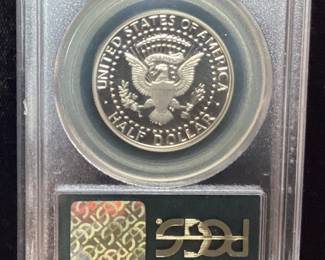 UNITED STATES OF AMERICA
HALF DOLLAR
PCGS